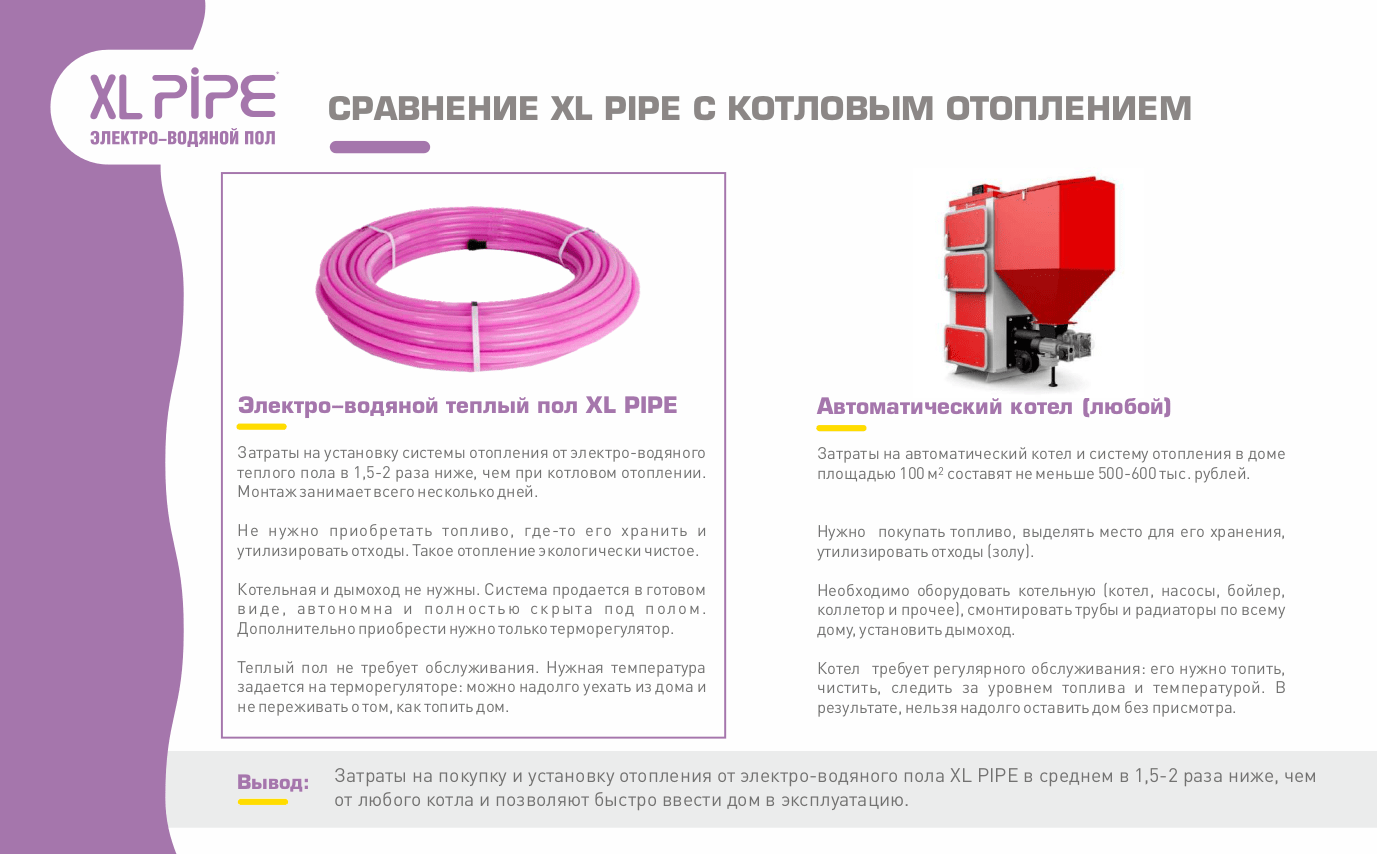 XL PIPE
ЭЛЕКТРО-ВОДЯНОЙ ПОЛ
СРАВНЕНИЕ XL PIPE С КОТЛОВЫМ ОТОПЛЕНИЕМ
Электро-водяной теплый пол XL PIPE
Затраты на установку системы отопления от электро-водяного
теплого пола в 1,5-2 раза ниже, чем при котловом отоплении.
Монтаж занимает всего несколько дней.
Не нужно приобретать топливо, где-то его хранить и
утилизировать отходы. Такое отопление экологически чистое.
Котельная и дымоход не нужны. Система продается в готовом
виде, автономна и полностью скрыта под полом.
Дополнительно приобрести нужно только терморегулятор.
Теплый пол не требует обслуживания. Нужная температура
задается на терморегуляторе: можно надолго уехать из дома и
не переживать о том, как топить дом.
Автоматический котел (любой)
Затраты на автоматический котел и систему отопления в доме
площадью 100 м² составят не меньше 500-600 тыс. рублей.
Нужно покупать топливо, выделять место для его хранения,
утилизировать отходы (золу).
Необходимо оборудовать котельную (котел, насосы, бойлер,
коллетор и прочее), смонтировать трубы и радиаторы по всему
дому, установить дымоход.
Котел требует регулярного обслуживания: его нужно топить,
чистить, следить за уровнем топлива и температурой. В
результате, нельзя надолго оставить дом без присмотра.
Вывод:
Затраты на покупку и установку отопления от электро-водяного пола XL PIPE в среднем в 1,5-2 раза ниже, чем
от любого котла и позволяют быстро ввести дом в эксплуатацию.